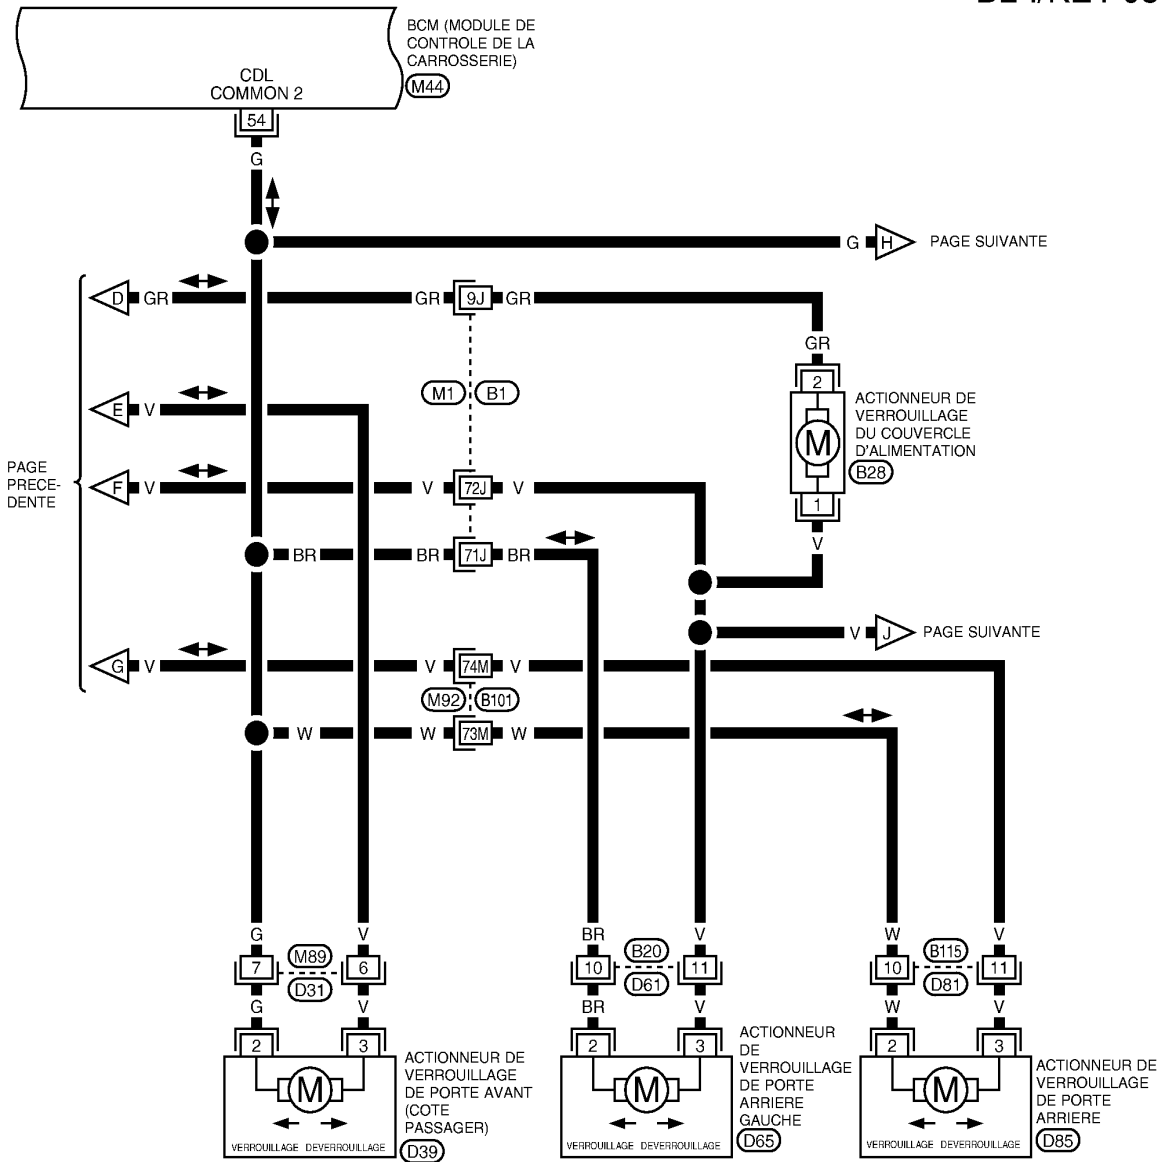 BCM (MODULE DE
CONTROLE DE LA
CARROSSERIE)
M44
CDL
COMMON 2
54
G
G H PAGE SUIVANTE
D GR GR 9J GR
GR
M1 B1
2
ACTIONNEUR DE
VERROUILLAGE
DU COUVERCLE
D'ALIMENTATION
B28
M
1
V
E V
PAGE
PRECE-
DENTE
F V V 72J V
BR BR 71J BR
V J PAGE SUIVANTE
G V V 74M V
M92 B101
W W 73M W
G M89 V
7 6
D31
G V
2 3
M
ACTIONNEUR DE
VERROUILLAGE
DE PORTE AVANT
(COTE
PASSAGER)
D39
VERROUILLAGE DEVERROUILLAGE
BR B20 V
10 11
D61
BR V
2 3
M
ACTIONNEUR
DE
VERROUILLAGE
DE PORTE
ARRIERE
GAUCHE
D65
VERROUILLAGE DEVERROUILLAGE
W B115 V
10 11
D81
W V
2 3
M
ACTIONNEUR DE
VERROUILLAGE
DE PORTE
ARRIERE
D85
VERROUILLAGE DEVERROUILLAGE